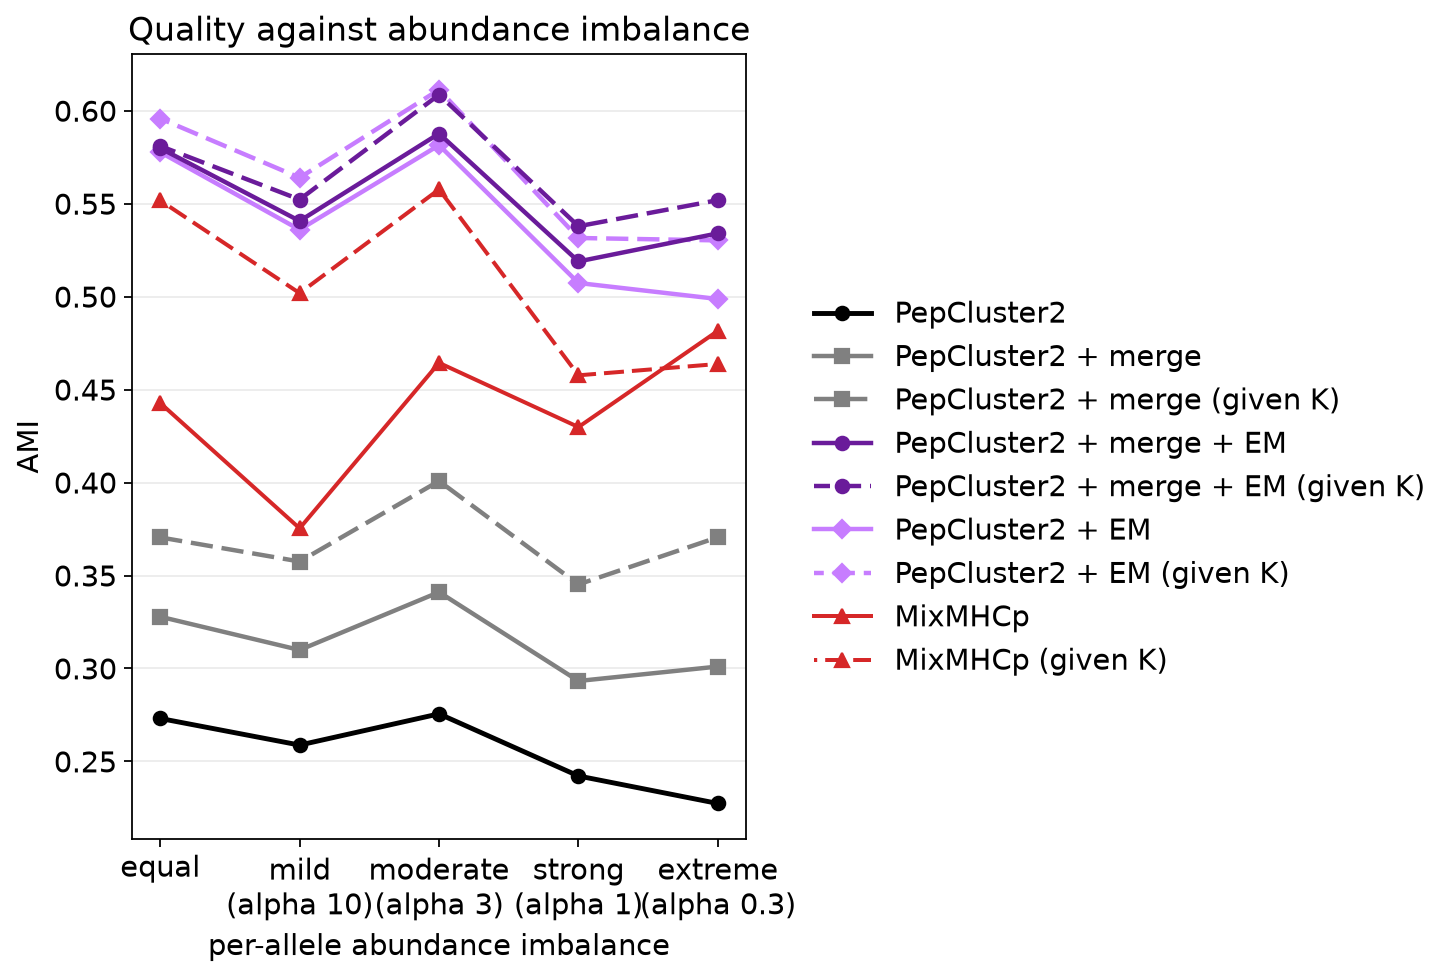 Quality against abundance imbalance
0.60
0.55
0.50
0.45
0.40
0.35
0.30
0.25
AMI
equal
mild
(alpha 10)
moderate
(alpha 3)
strong
(alpha 1)
extreme
(alpha 0.3)
per-allele abundance imbalance
PepCluster2
PepCluster2 + merge
PepCluster2 + merge (given K)
PepCluster2 + merge + EM
PepCluster2 + merge + EM (given K)
PepCluster2 + EM
PepCluster2 + EM (given K)
MixMHCp
MixMHCp (given K)